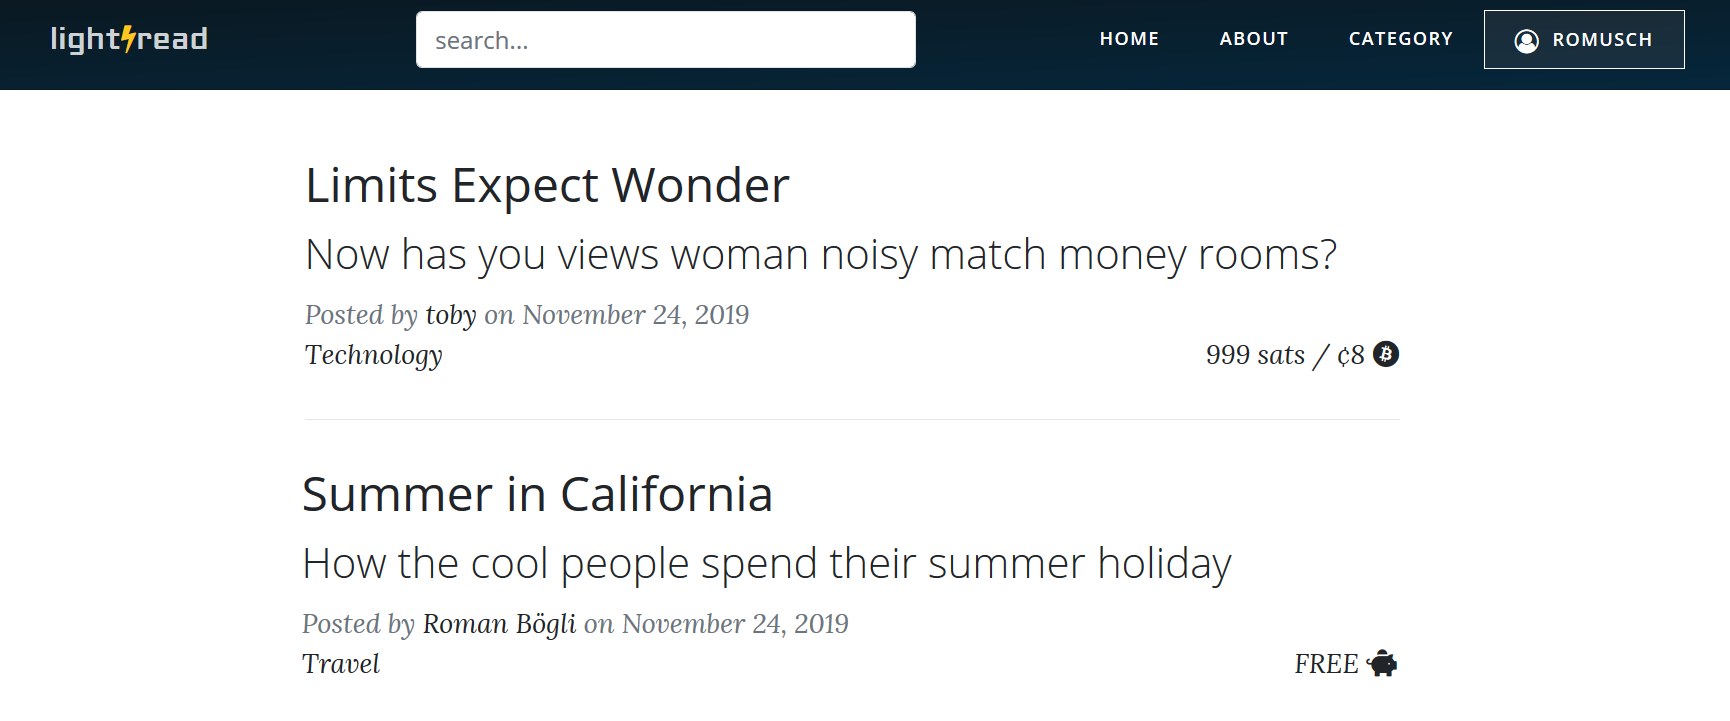 light⚡read
search...
HOME
ABOUT
CATEGORY
ROMUSCH
Limits Expect Wonder
Now has you views woman noisy match money rooms?
Posted by toby on November 24, 2019
Technology
999 sats / ¢8
Summer in California
How the cool people spend their summer holiday
Posted by Roman Bögli on November 24, 2019
Travel
FREE